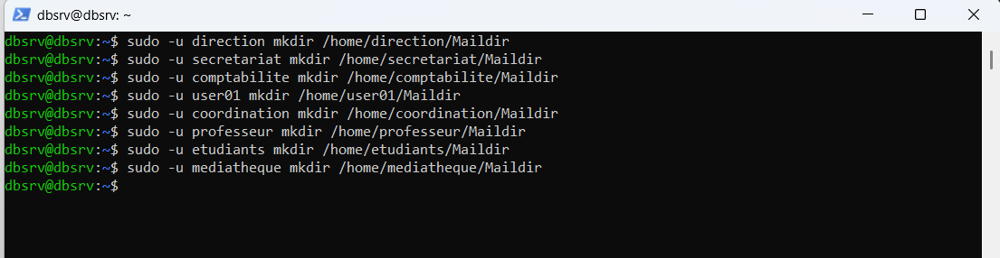 dbsrv@dbsrv: ~
dbsrv@dbsrv:~$ sudo -u direction mkdir /home/direction/Maildir
dbsrv@dbsrv:~$ sudo -u secretariat mkdir /home/secretariat/Maildir
dbsrv@dbsrv:~$ sudo -u comptabilite mkdir /home/comptabilite/Maildir
dbsrv@dbsrv:~$ sudo -u user01 mkdir /home/user01/Maildir
dbsrv@dbsrv:~$ sudo -u coordination mkdir /home/coordination/Maildir
dbsrv@dbsrv:~$ sudo -u professeur mkdir /home/professeur/Maildir
dbsrv@dbsrv:~$ sudo -u etudiants mkdir /home/etudiants/Maildir
dbsrv@dbsrv:~$ sudo -u mediatheque mkdir /home/mediatheque/Maildir
dbsrv@dbsrv:~$